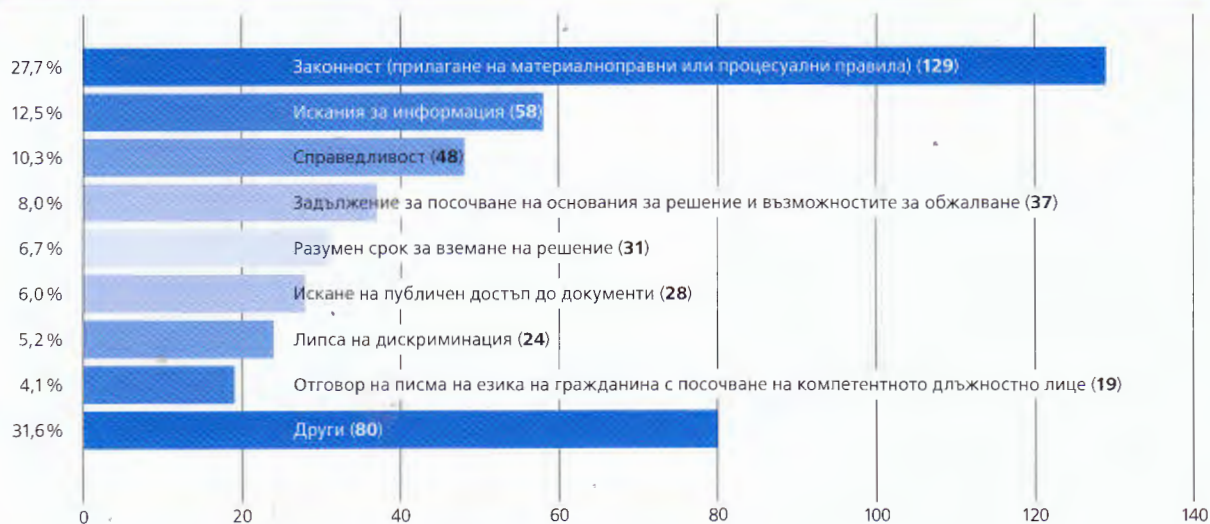 27,7 % Законност (прилагане на материалноправни или процесуални правила) (129)
12,5 % Искания за информация (58)
10,3 % Справедливост (48)
8,0 % Задължение за посочване на основания за решение и възможностите за обжалване (37)
6,7 % Разумен срок за вземане на решение (31)
6,0 % Искане на публичен достъп до документи (28)
5,2 % Липса на дискриминация (24)
4,1 % Отговор на писма на езика на гражданина с посочване на компетентното длъжностно лице (19)
31,6 % Други (80)
0 20 40 60 80 100 120 140